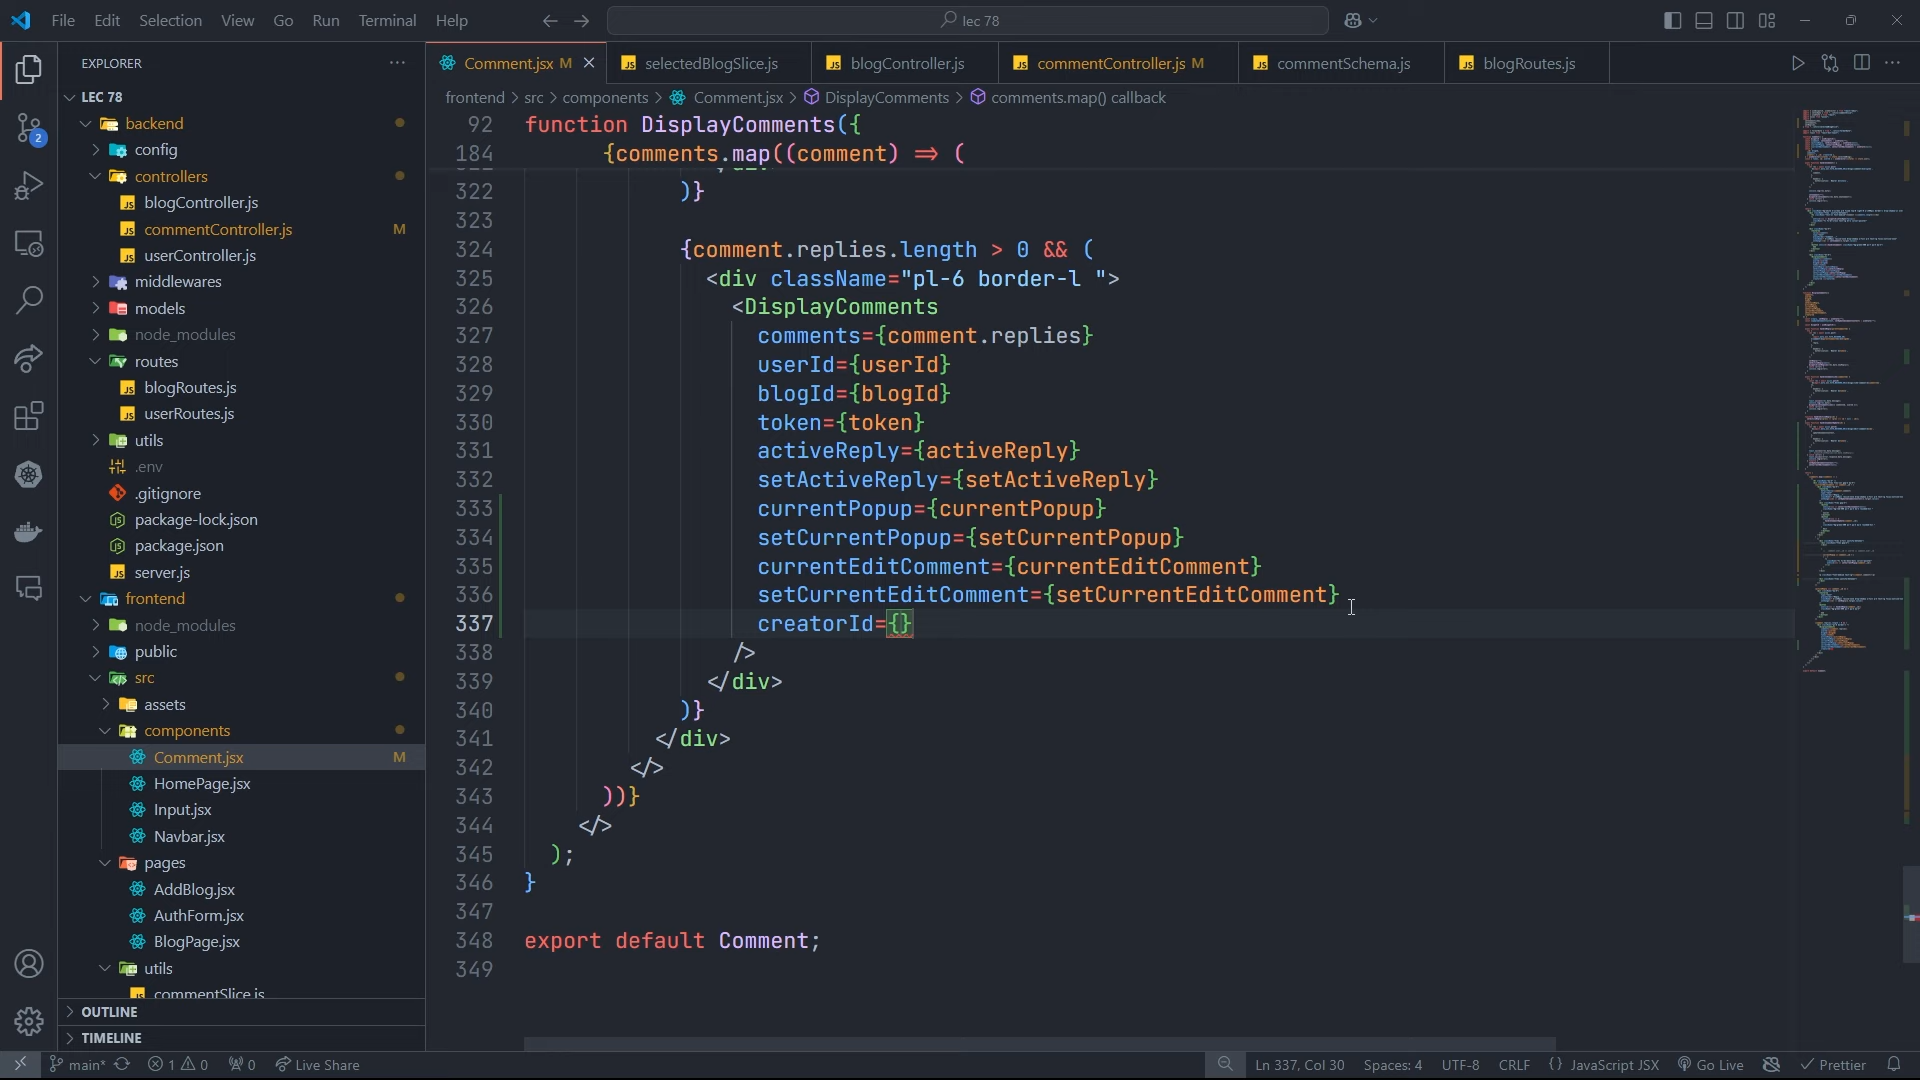 File Edit Selection View Go Run Terminal Help
lec 78
EXPLORER
LEC 78
backend
config
controllers
blogController.js
commentController.js M
userController.js
middlewares
models
node_modules
routes
blogRoutes.js
userRoutes.js
utils
.env
.gitignore
package-lock.json
package.json
server.js
frontend
node_modules
public
src
assets
components
Comment.jsx M
HomePage.jsx
Input.jsx
Navbar.jsx
pages
AddBlog.jsx
AuthForm.jsx
BlogPage.jsx
utils
commentSlice.js
OUTLINE
TIMELINE
2
Comment.jsx M
selectedBlogSlice.js
blogController.js
commentController.js M
commentSchema.js
blogRoutes.js
frontend > src > components > Comment.jsx > DisplayComments > comments.map() callback
92 function DisplayComments({
184 {comments.map((comment) => (
322 )}
323
324 {comment.replies.length > 0 && (
325 <div className="pl-6 border-l ">
326 <DisplayComments
327 comments={comment.replies}
328 userId={userId}
329 blogId={blogId}
330 token={token}
331 activeReply={activeReply}
332 setActiveReply={setActiveReply}
333 currentPopup={currentPopup}
334 setCurrentPopup={setCurrentPopup}
335 currentEditComment={currentEditComment}
336 setCurrentEditComment={setCurrentEditComment}
337 creatorId={}
338 />
339 </div>
340 )}
341 </div>
342 </>
343 ))}
344 </>
345 );
346 }
347
348 export default Comment;
349
main* 1 0 0 Live Share
Ln 337, Col 30 Spaces: 4 UTF-8 CRLF {} JavaScript JSX Go Live Prettier